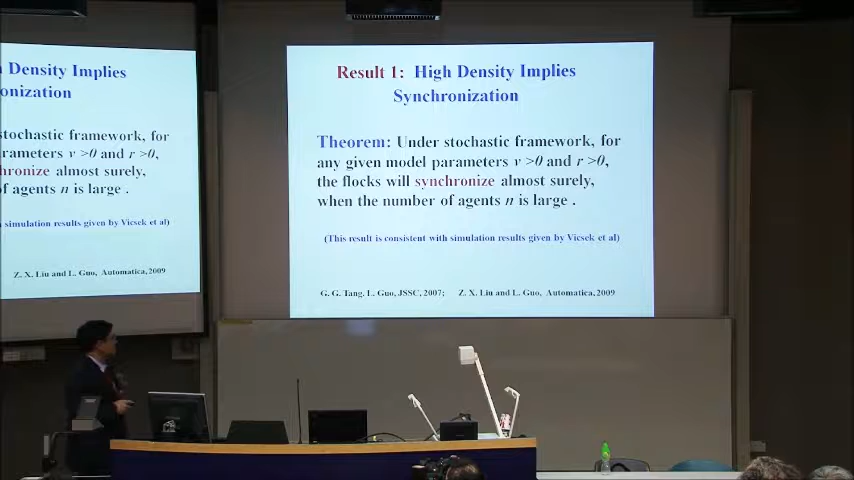 Density Implies
onization
stochastic framework, for
rameters v >0 and r >0,
hronize almost surely,
of agents n is large .
simulation results given by Vicsek et al)
Z. X. Liu and L. Guo, Automatica, 2009
Result 1: High Density Implies
Synchronization
Theorem: Under stochastic framework, for
any given model parameters v >0 and r >0,
the flocks will synchronize almost surely,
when the number of agents n is large .
(This result is consistent with simulation results given by Vicsek et al)
G. G. Tang, L. Guo, JSSC, 2007; Z. X. Liu and L. Guo, Automatica, 2009